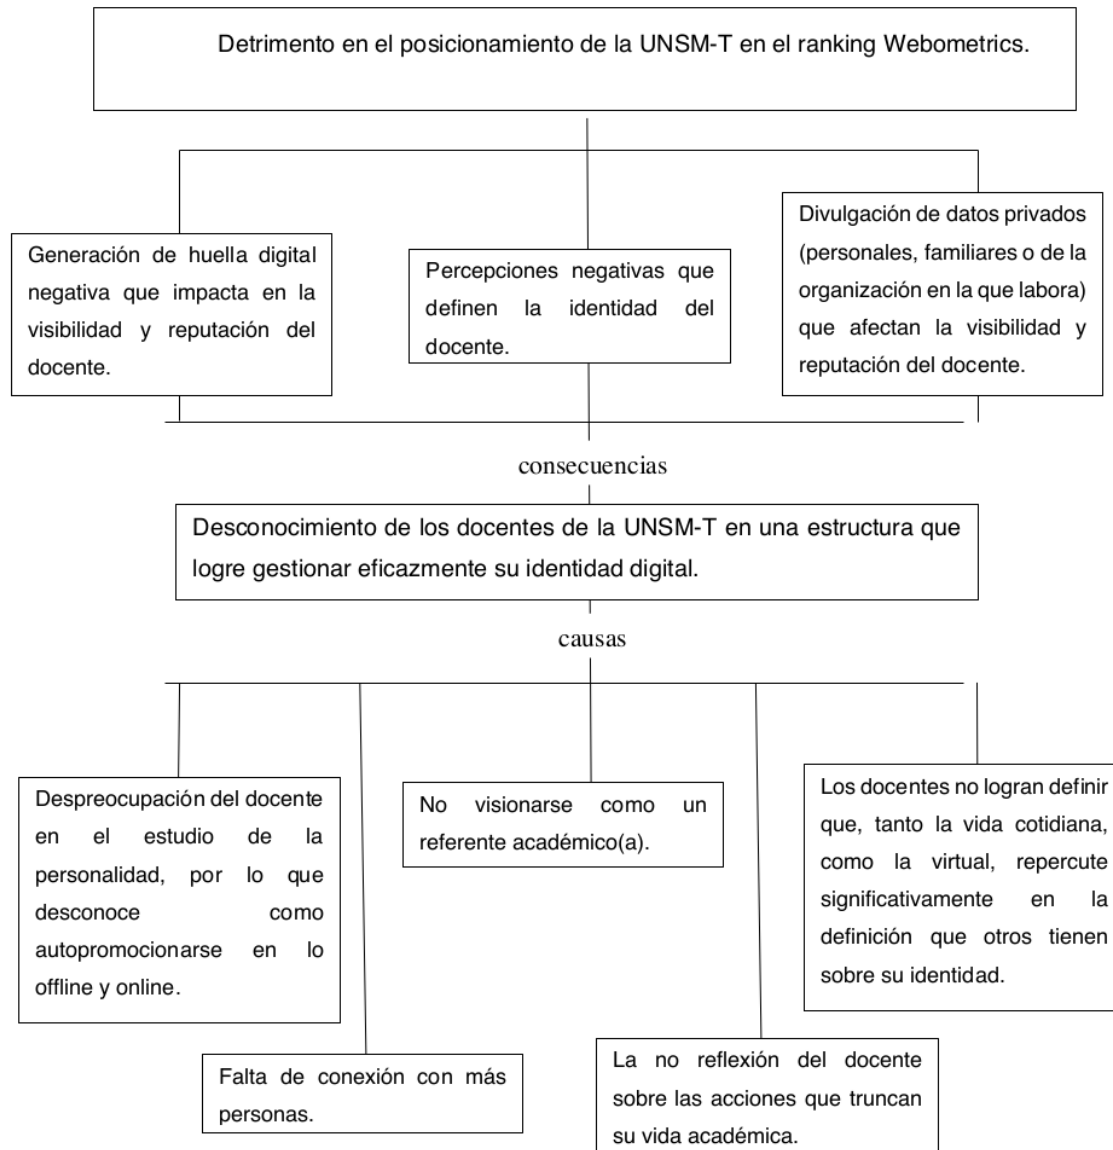 Detrimento en el posicionamiento de la UNSM-T en el ranking Webometrics.
Generación de huella digital
negativa que impacta en la
visibilidad y reputación del
docente.
Percepciones negativas que
definen la identidad del
docente.
Divulgación de datos privados
(personales, familiares o de la
organización en la que labora)
que afectan la visibilidad y
reputación del docente.
consecuencias
Desconocimiento de los docentes de la UNSM-T en una estructura que
logre gestionar eficazmente su identidad digital.
causas
Despreocupación del docente
en el estudio de la
personalidad, por lo que
desconoce como
autopromocionarse en lo
offline y online.
Falta de conexión con más
personas.
No visionarse como un
referente académico(a).
La no reflexión del docente
sobre las acciones que truncan
su vida académica.
Los docentes no logran definir
que, tanto la vida cotidiana,
como la virtual, repercute
significativamente en la
definición que otros tienen
sobre su identidad.